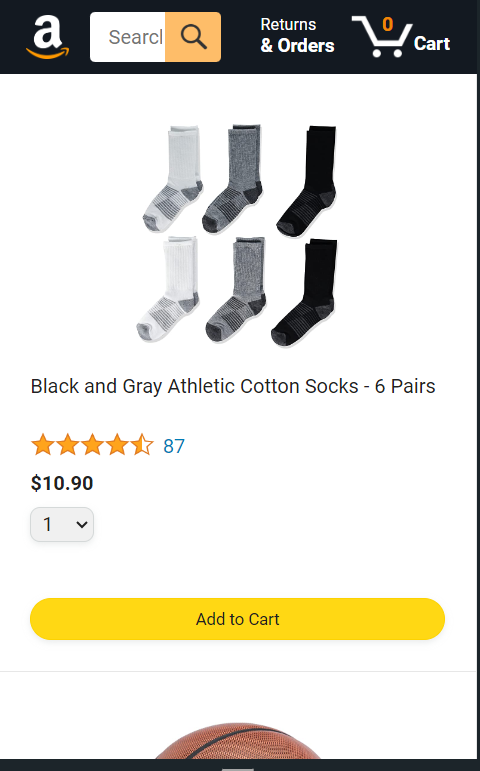 a
Searcl
Returns
& Orders
0
Cart
Black and Gray Athletic Cotton Socks - 6 Pairs
87
$10.90
1
Add to Cart